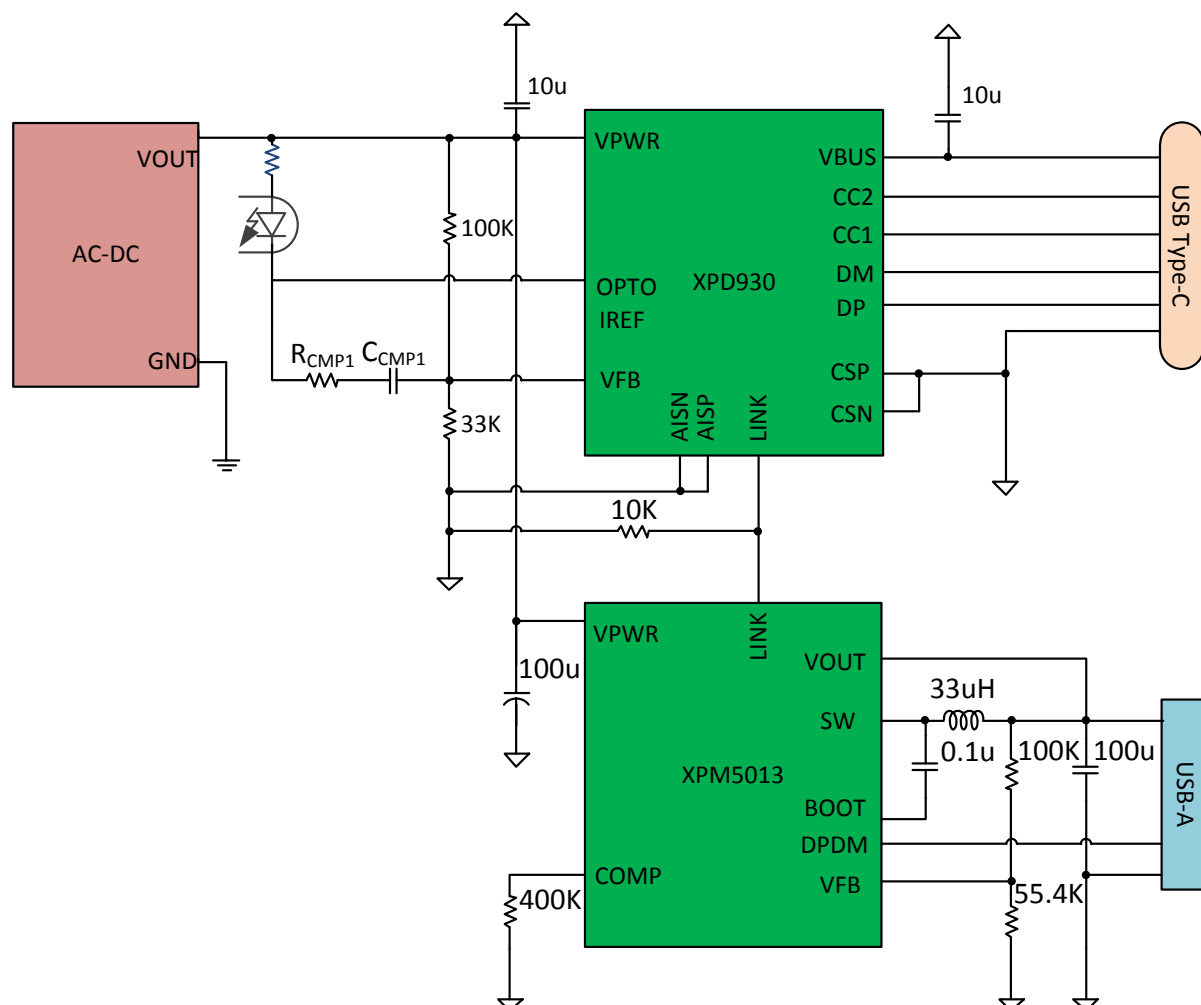 10u
10u
VOUT
VPWR
VBUS
CC2
100K
CC1
AC-DC
XPD930
DM
OPTO
IREF
DP
USB Type-C
GND
RCMP1
CCMP1
VFB
CSP
33K
AISN
AISP
LINK
CSN
10K
VPWR
LINK
VOUT
100u
33uH
SW
0.1u
100K
100u
XPM5013
BOOT
USB-A
DPDM
COMP
VFB
400K
55.4K